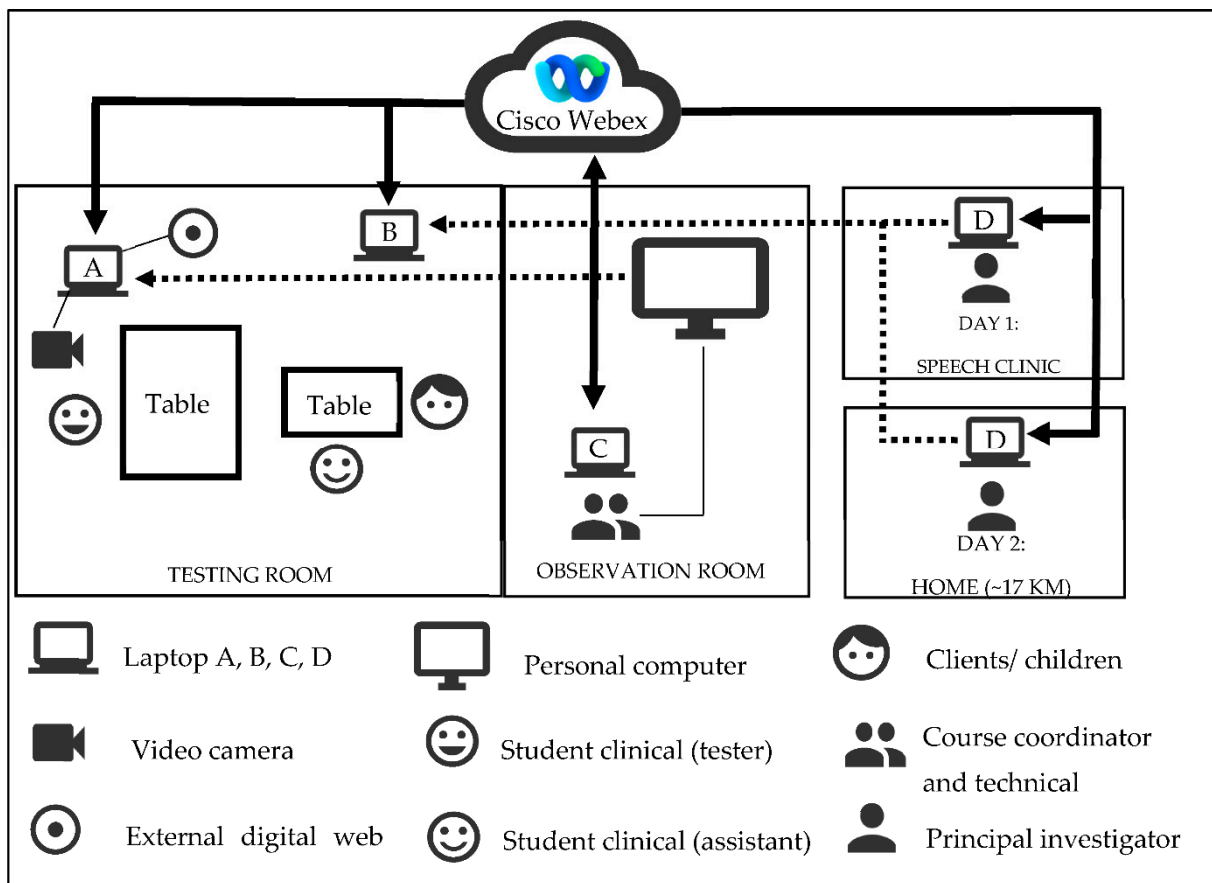 Cisco Webex
A
B
D
DAY 1:
SPEECH CLINIC
Table
Table
C
D
DAY 2:
TESTING ROOM
OBSERVATION ROOM
HOME (~17 KM)
Laptop A, B, C, D
Personal computer
Clients/ children
Video camera
Student clinical (tester)
Course coordinator
and technical
External digital web
Student clinical (assistant)
Principal investigator